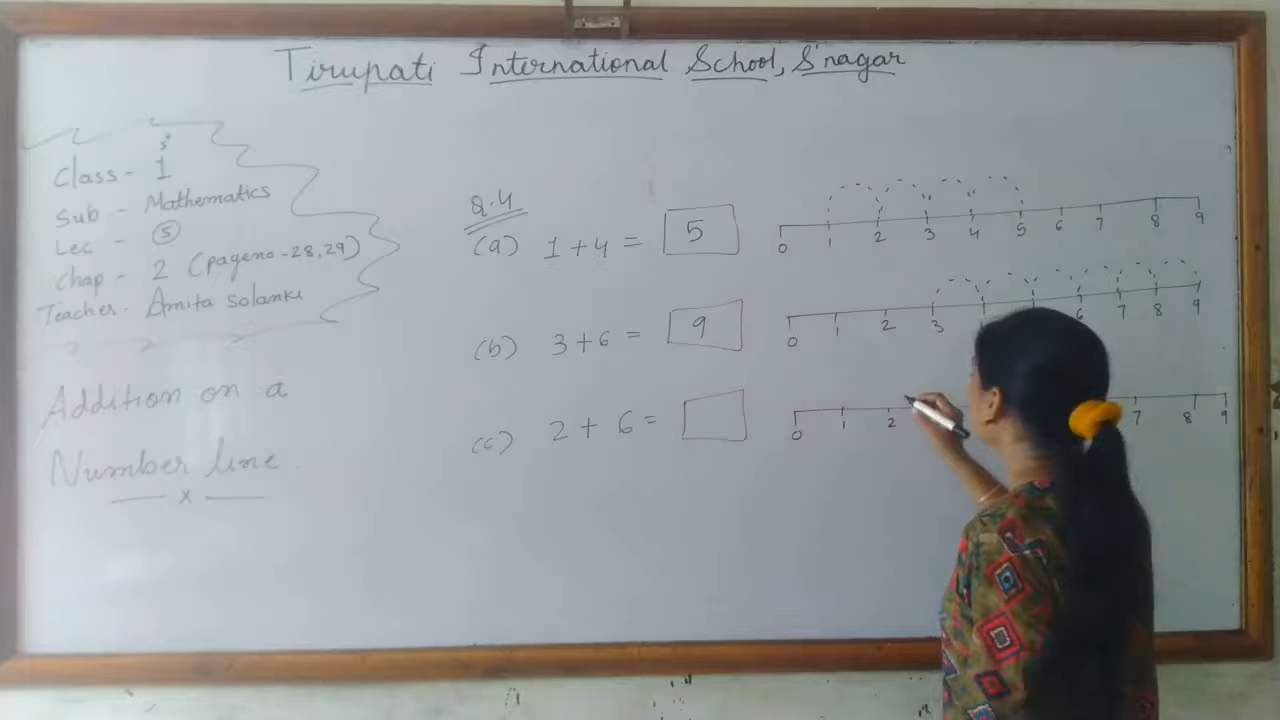 Tirupati International School, S'nagar
Class - 1st
Sub - Mathematics
Lec - 5
Chap - 2 (pageno - 28,29)
Teacher. Amita Solanki
Addition on a
Number line.
x
Q.4
(a) 1 + 4 = 5
0 1 2 3 4 5 6 7 8 9
(b) 3 + 6 = 9
0 1 2 3 6 7 8 9
(c) 2 + 6 =
0 1 2 7 8 9